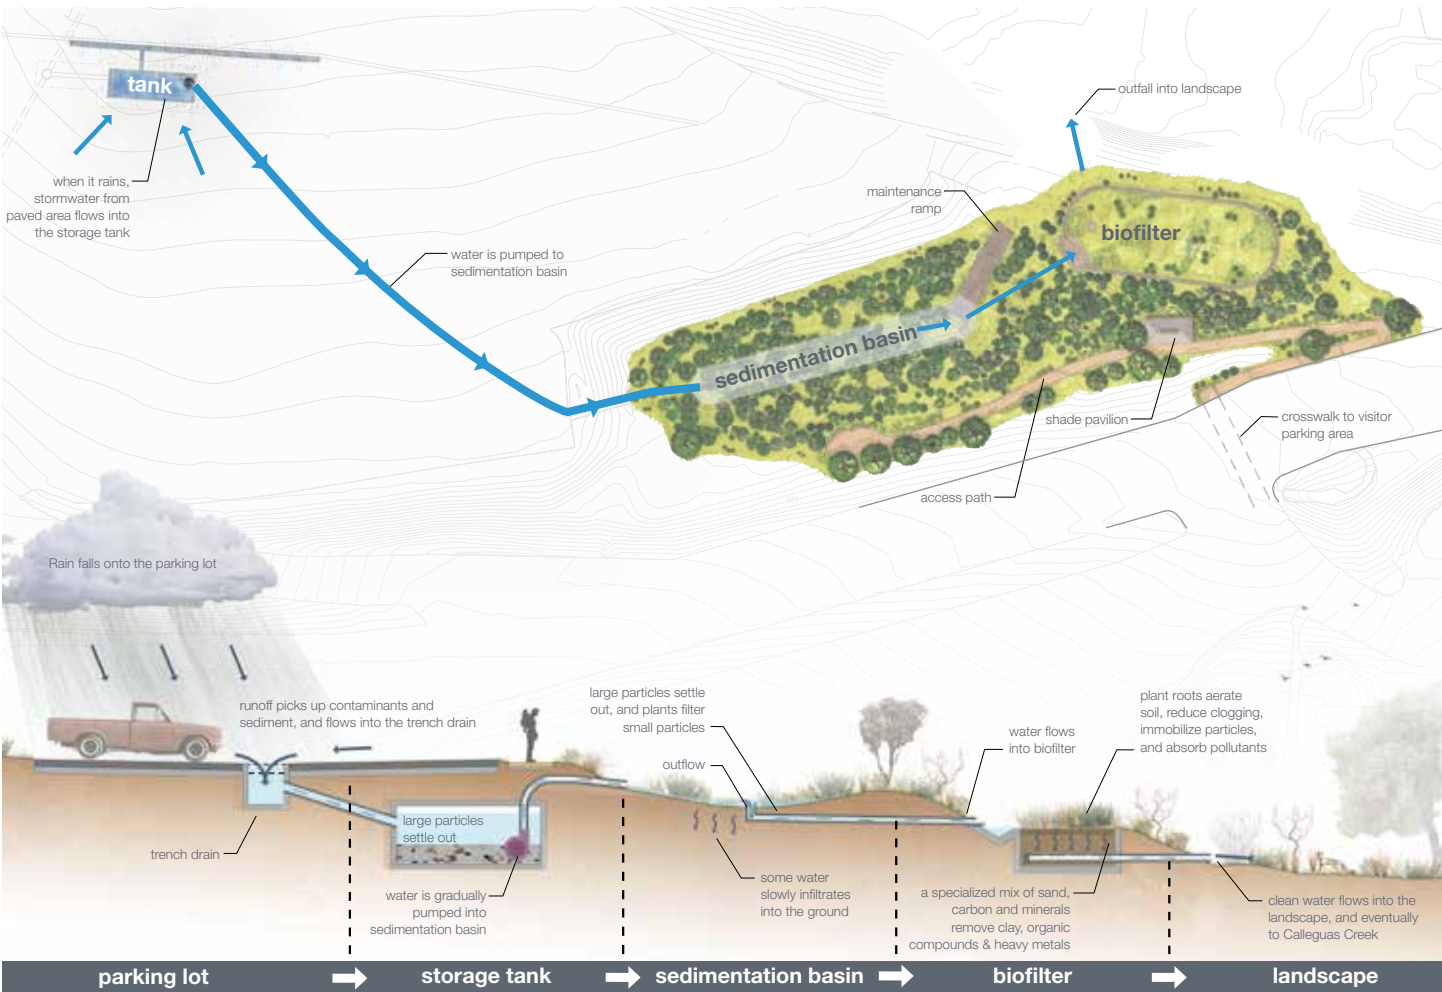 tank
when it rains,
stormwater from
paved area flows into
the storage tank
water is pumped to
sedimentation basin
outfall into landscape
maintenance
ramp
biofilter
sedimentation basin
shade pavilion
crosswalk to visitor
parking area
access path
Rain falls onto the parking lot
runoff picks up contaminants and
sediment, and flows into the trench drain
trench drain
large particles
settle out
water is gradually
pumped into
sedimentation basin
large particles settle
out, and plants filter
small particles
outflow
some water
slowly infiltrates
into the ground
water flows
into biofilter
plant roots aerate
soil, reduce clogging,
immobilize particles,
and absorb pollutants
a specialized mix of sand,
carbon and minerals
remove clay, organic
compounds & heavy metals
clean water flows into the
landscape, and eventually
to Calleguas Creek
parking lot
storage tank
sedimentation basin
biofilter
landscape